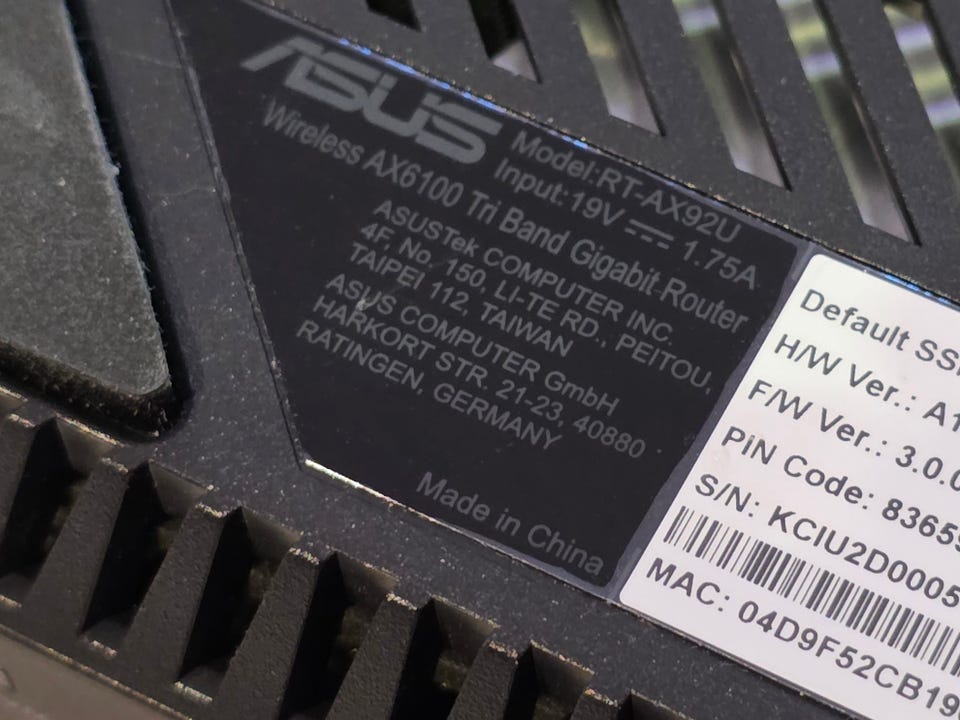 ASUS
Model:RT-AX92U
Input:19V ⎓ 1.75A
Wireless AX6100 Tri Band Gigabit Router
ASUSTek COMPUTER INC.
4F, No. 150, LI-TE RD., PEITOU,
TAIPEI 112, TAIWAN
ASUS COMPUTER GmbH
HARKORT STR. 21-23, 40880
RATINGEN, GERMANY
Made in China
Default
H/W Ver.: A1
F/W Ver.: 3.0.
PiN Code: 8365
S/N: KCIU2D0005
MAC: 04D9F52CB19